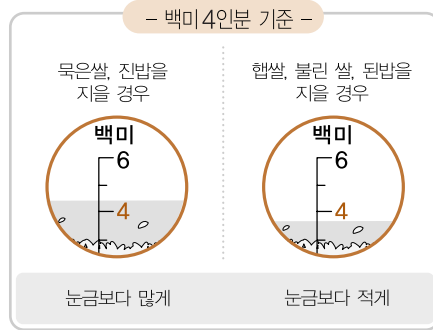 – 백미 4인분 기준 –
묵은쌀, 진밥을
지을 경우
백미
6
4
눈금보다 많게
햅쌀, 불린 쌀, 된밥을
지을 경우
백미
6
4
눈금보다 적게